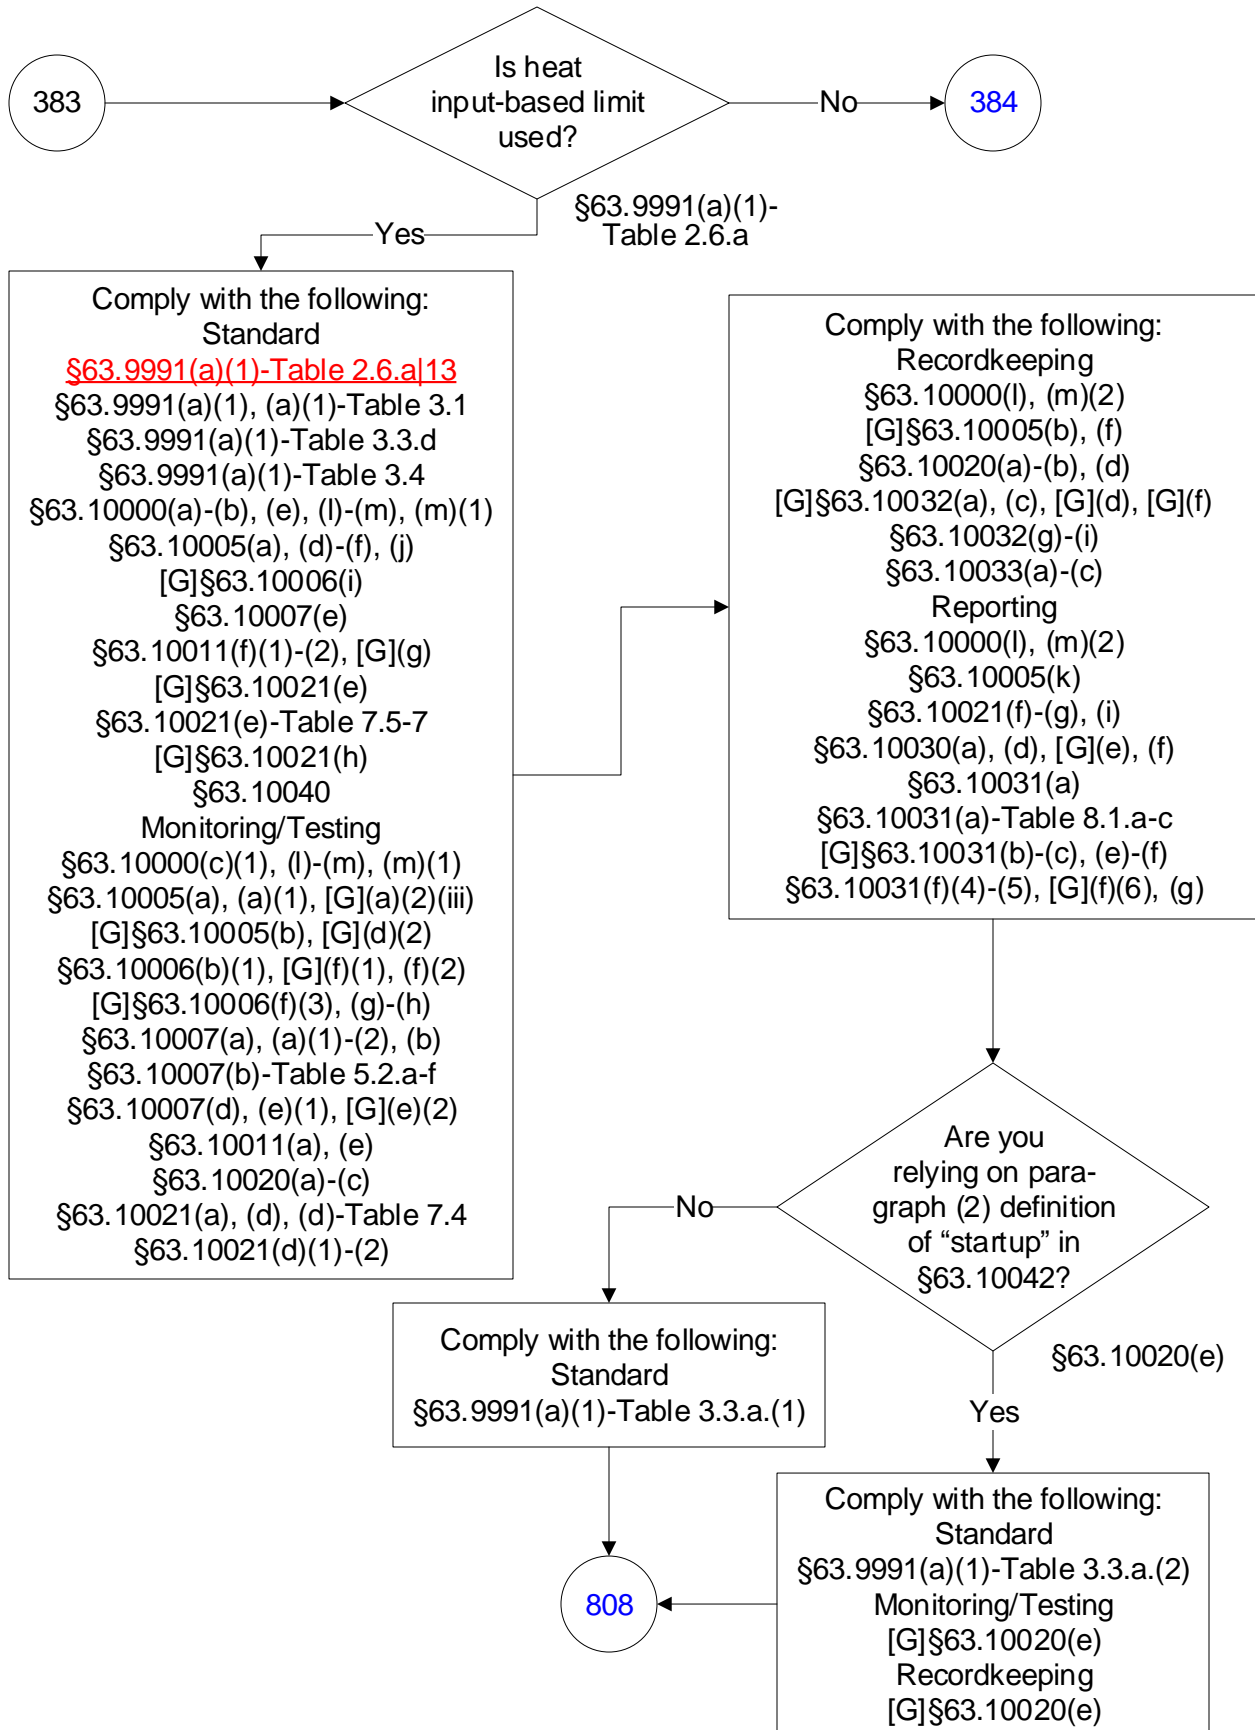 383
Is heat
input-based limit
used?
No
384
§63.9991(a)(1)-
Table 2.6.a
Yes
Comply with the following:
Standard
§63.9991(a)(1)-Table 2.6.a|13
§63.9991(a)(1), (a)(1)-Table 3.1
§63.9991(a)(1)-Table 3.3.d
§63.9991(a)(1)-Table 3.4
§63.10000(a)-(b), (e), (l)-(m), (m)(1)
§63.10005(a), (d)-(f), (j)
[G]§63.10006(i)
§63.10007(e)
§63.10011(f)(1)-(2), [G](g)
[G]§63.10021(e)
§63.10021(e)-Table 7.5-7
[G]§63.10021(h)
§63.10040
Monitoring/Testing
§63.10000(c)(1), (l)-(m), (m)(1)
§63.10005(a), (a)(1), [G](a)(2)(iii)
[G]§63.10005(b), [G](d)(2)
§63.10006(b)(1), [G](f)(1), (f)(2)
[G]§63.10006(f)(3), (g)-(h)
§63.10007(a), (a)(1)-(2), (b)
§63.10007(b)-Table 5.2.a-f
§63.10007(d), (e)(1), [G](e)(2)
§63.10011(a), (e)
§63.10020(a)-(c)
§63.10021(a), (d), (d)-Table 7.4
§63.10021(d)(1)-(2)
Comply with the following:
Recordkeeping
§63.10000(l), (m)(2)
[G]§63.10005(b), (f)
§63.10020(a)-(b), (d)
[G]§63.10032(a), (c), [G](d), [G](f)
§63.10032(g)-(i)
§63.10033(a)-(c)
Reporting
§63.10000(l), (m)(2)
§63.10005(k)
§63.10021(f)-(g), (i)
§63.10030(a), (d), [G](e), (f)
§63.10031(a)
§63.10031(a)-Table 8.1.a-c
[G]§63.10031(b)-(c), (e)-(f)
§63.10031(f)(4)-(5), [G](f)(6), (g)
Are you
relying on para-
graph (2) definition
of “startup” in
§63.10042?
No
§63.10020(e)
Yes
Comply with the following:
Standard
§63.9991(a)(1)-Table 3.3.a.(1)
Comply with the following:
Standard
§63.9991(a)(1)-Table 3.3.a.(2)
Monitoring/Testing
[G]§63.10020(e)
Recordkeeping
[G]§63.10020(e)
808